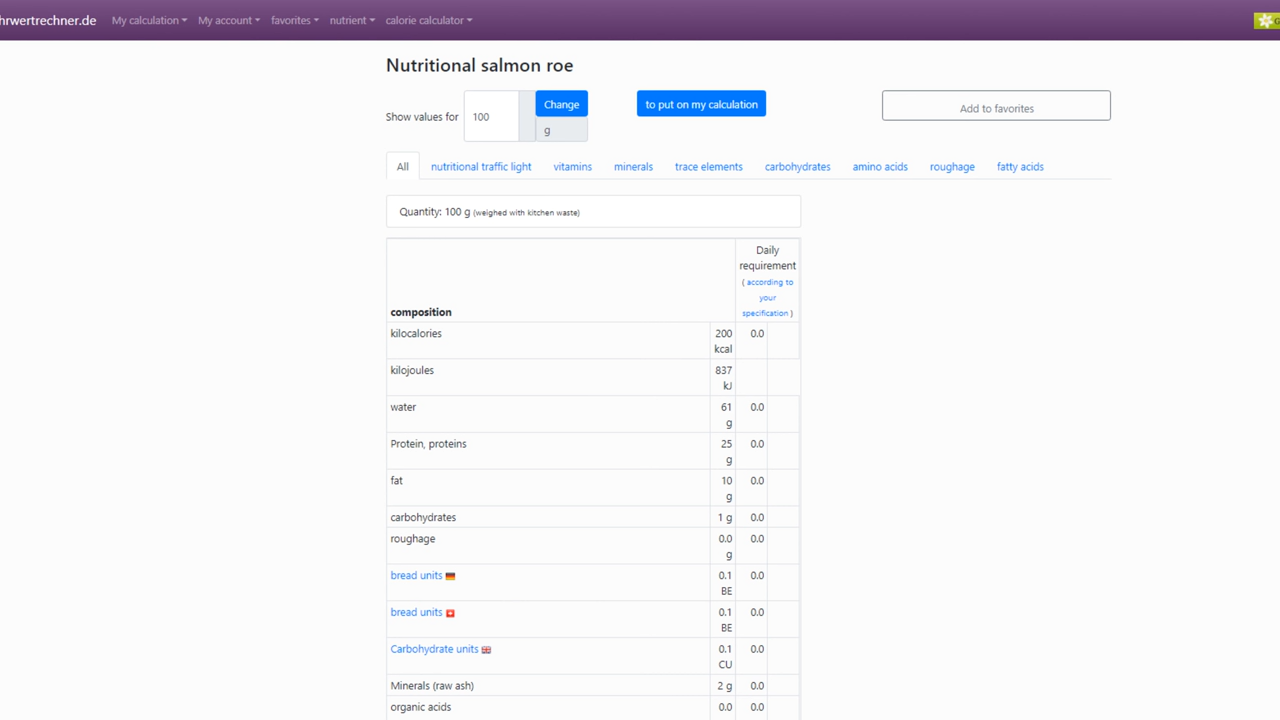 hrwertrechner.de My calculation My account favorites nutrient calorie calculator G
Nutritional salmon roe
Show values for 100 Change g to put on my calculation Add to favorites
All nutritional traffic light vitamins minerals trace elements carbohydrates amino acids roughage fatty acids
Quantity: 100 g (weighed with kitchen waste)
composition
Daily
requirement
( according to
your
specification )
kilocalories 200 kcal 0.0
kilojoules 837 kJ
water 61 g 0.0
Protein, proteins 25 g 0.0
fat 10 g 0.0
carbohydrates 1 g 0.0
roughage 0.0 g 0.0
bread units 0.1 BE 0.0
bread units 0.1 BE 0.0
Carbohydrate units 0.1 CU 0.0
Minerals (raw ash) 2 g 0.0
organic acids 0.0 0.0